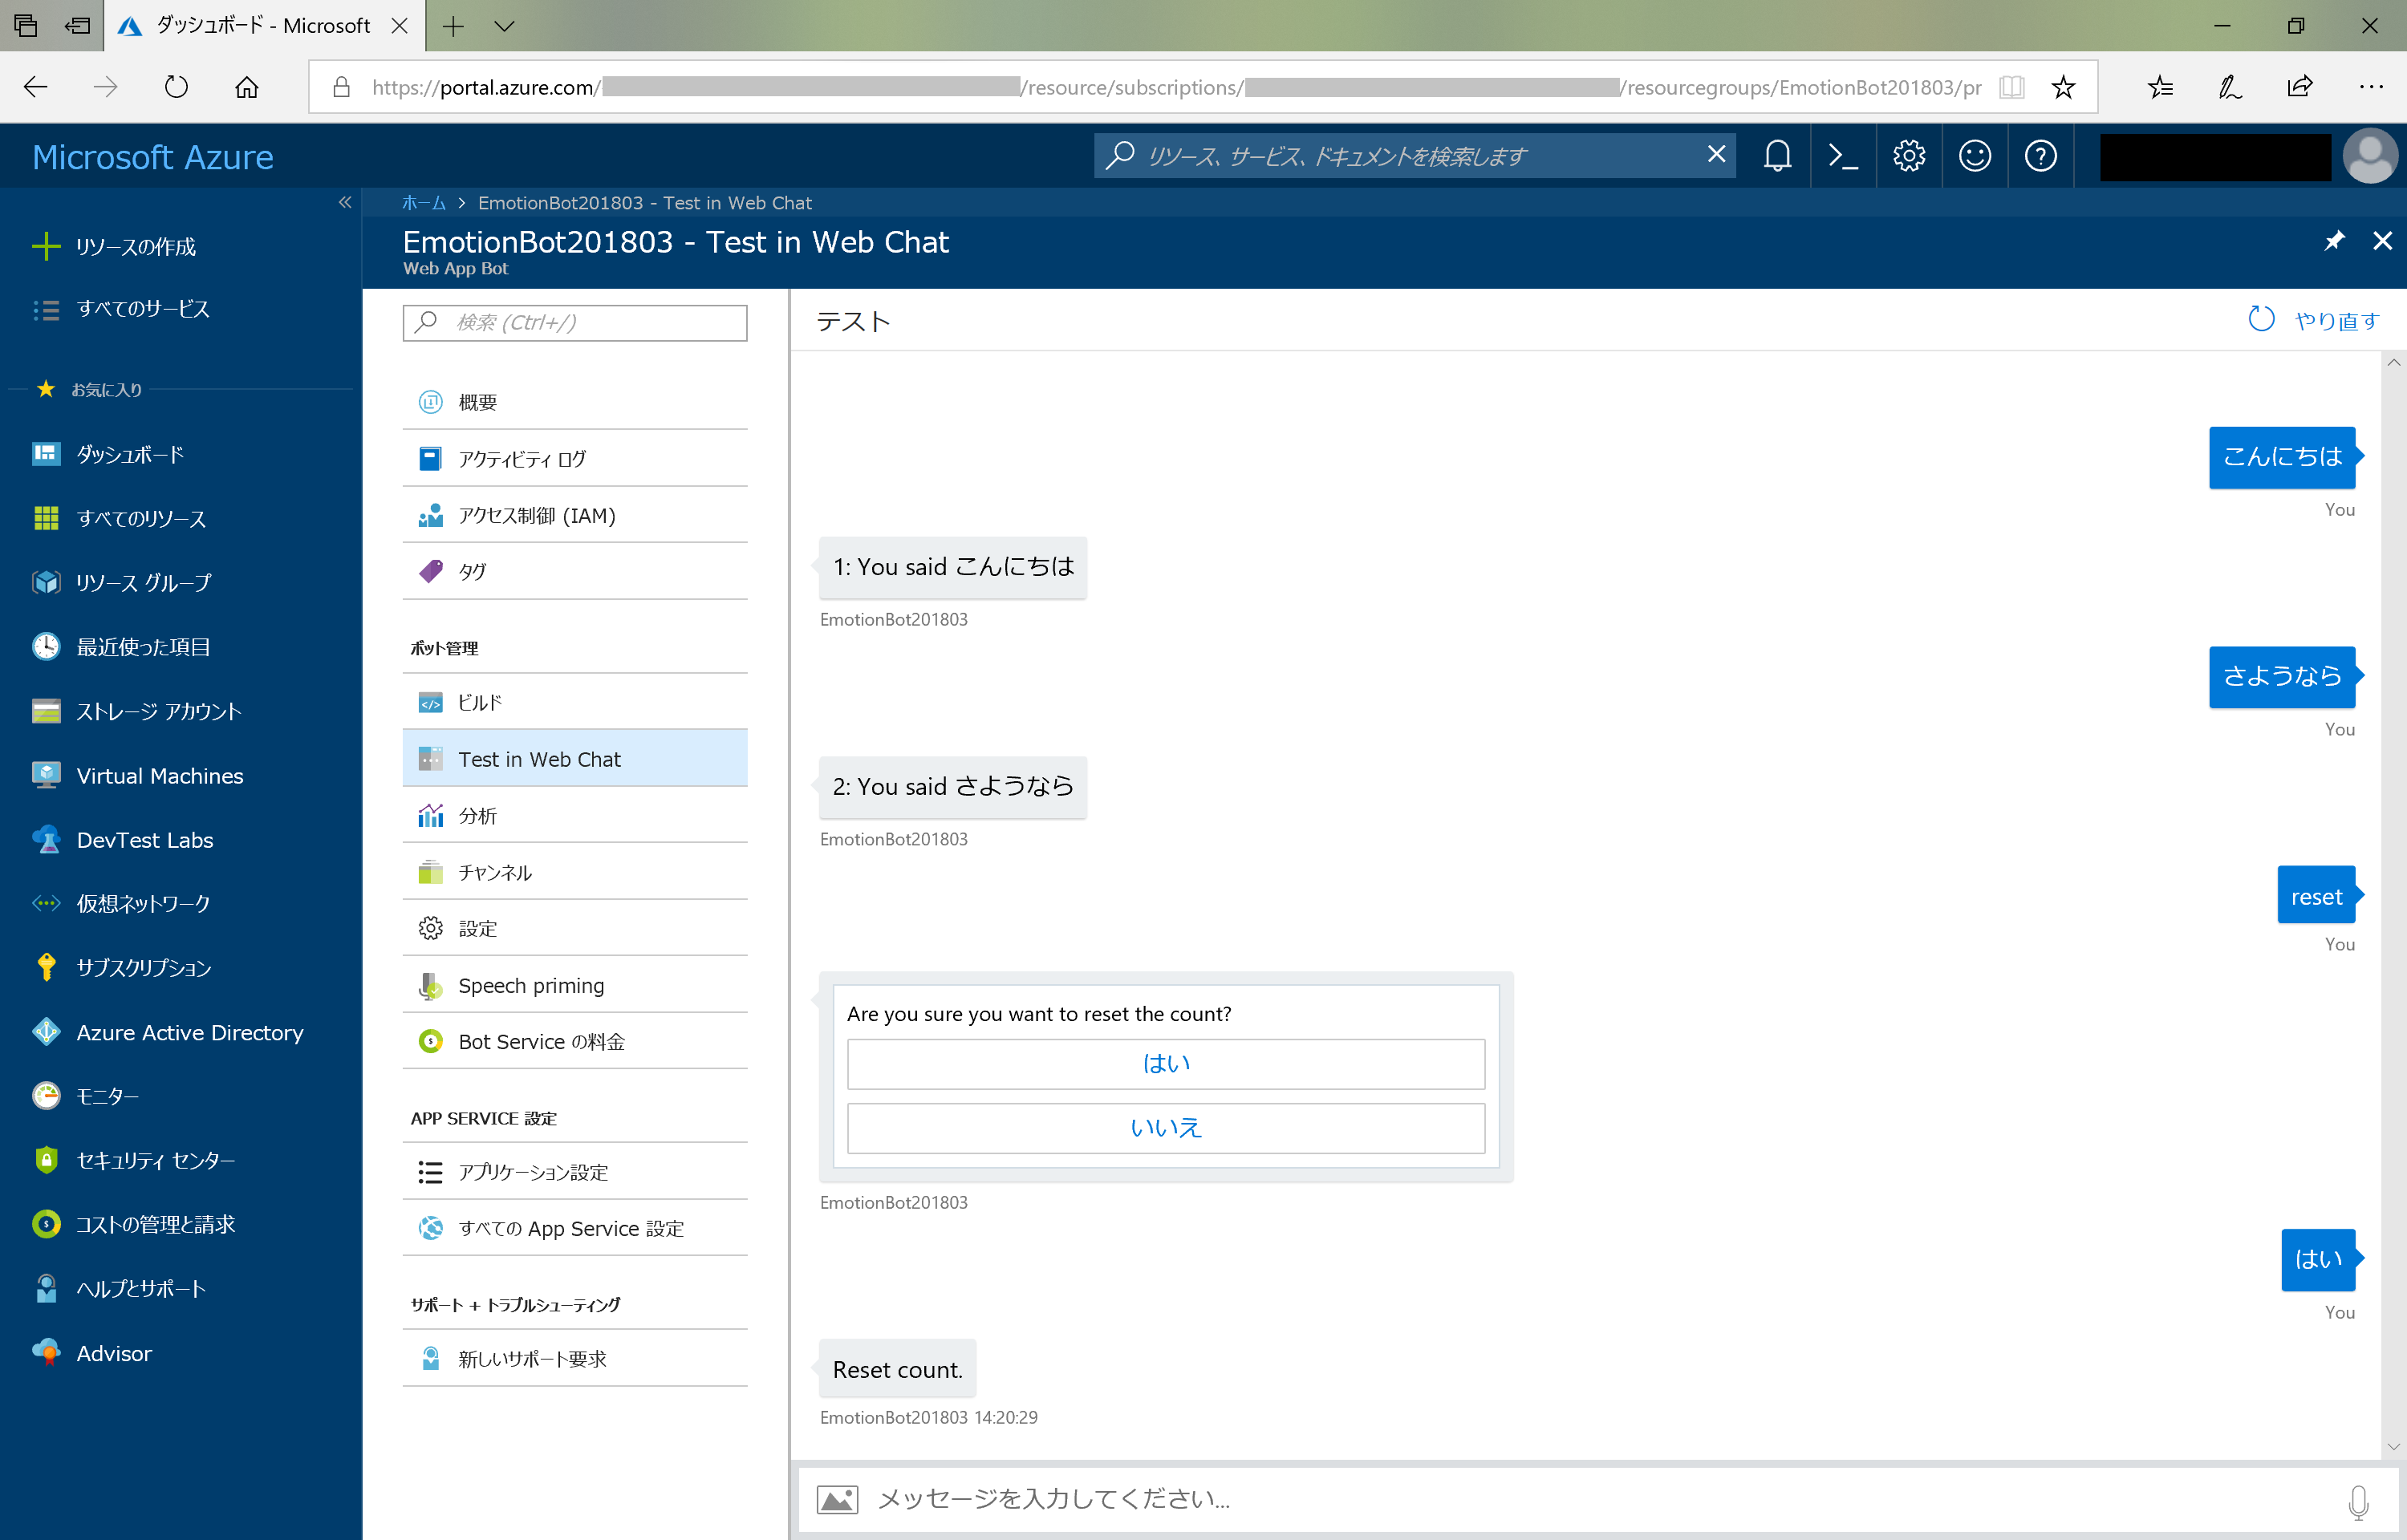 ダッシュボード - Microsoft
https://portal.azure.com/
/resource/subscriptions/
/resourcegroups/EmotionBot201803/pr
Microsoft Azure
リソース、サービス、ドキュメントを検索します
ホーム > EmotionBot201803 - Test in Web Chat
EmotionBot201803 - Test in Web Chat
Web App Bot
リソースの作成
すべてのサービス
お気に入り
ダッシュボード
すべてのリソース
リソース グループ
最近使った項目
ストレージ アカウント
Virtual Machines
DevTest Labs
仮想ネットワーク
サブスクリプション
Azure Active Directory
モニター
セキュリティ センター
コストの管理と請求
ヘルプとサポート
Advisor
検索 (Ctrl+/)
概要
アクティビティ ログ
アクセス制御 (IAM)
タグ
ボット管理
ビルド
Test in Web Chat
分析
チャンネル
設定
Speech priming
Bot Service の料金
APP SERVICE 設定
アプリケーション設定
すべての App Service 設定
サポート + トラブルシューティング
新しいサポート要求
テスト
やり直す
こんにちは
You
1: You said こんにちは
EmotionBot201803
さようなら
You
2: You said さようなら
EmotionBot201803
reset
You
Are you sure you want to reset the count?
はい
いいえ
EmotionBot201803
はい
You
Reset count.
EmotionBot201803 14:20:29
メッセージを入力してください...